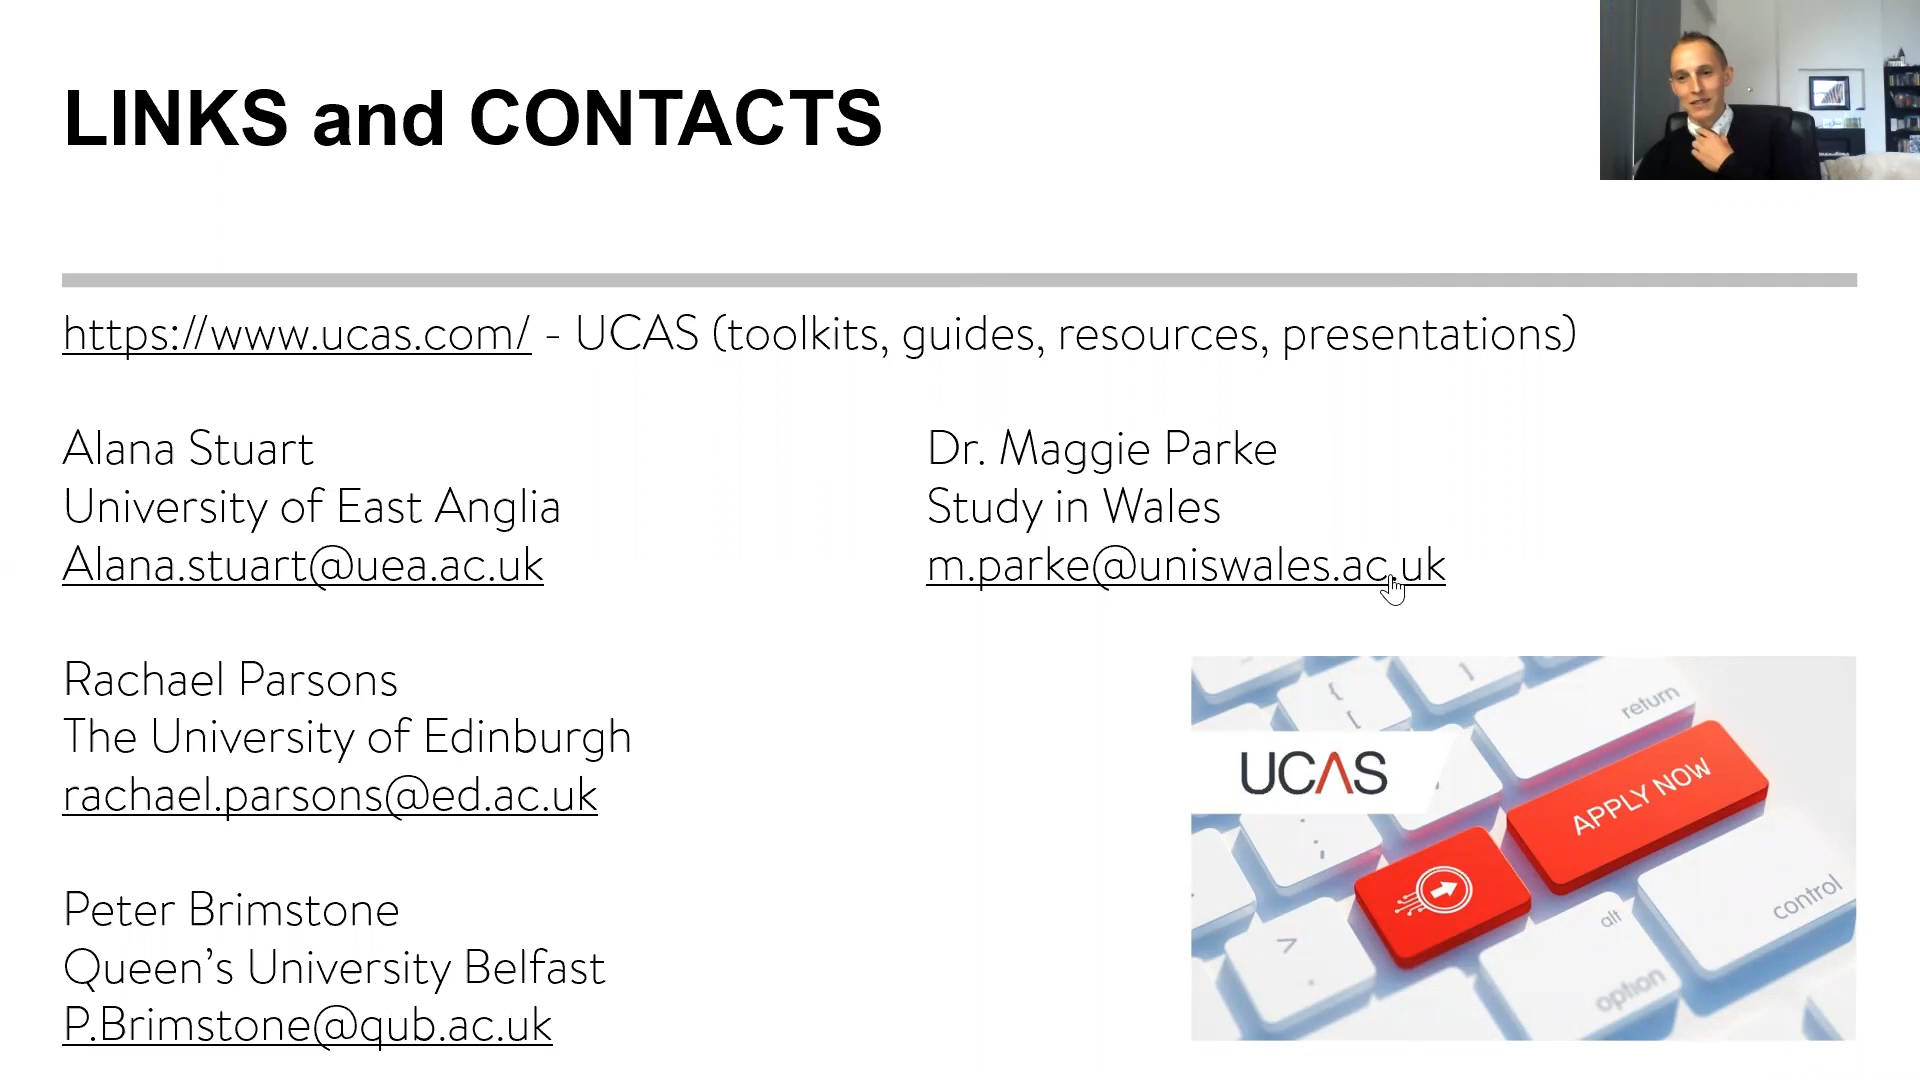 LINKS and CONTACTS
https://www.ucas.com/ - UCAS (toolkits, guides, resources, presentations)
Alana Stuart
University of East Anglia
Alana.stuart@uea.ac.uk
Rachael Parsons
The University of Edinburgh
rachael.parsons@ed.ac.uk
Peter Brimstone
Queen’s University Belfast
P.Brimstone@qub.ac.uk
Dr. Maggie Parke
Study in Wales
m.parke@uniswales.ac.uk
UCAS
{
[
]
return
APPLY NOW
:
;
>
.
alt
control
option